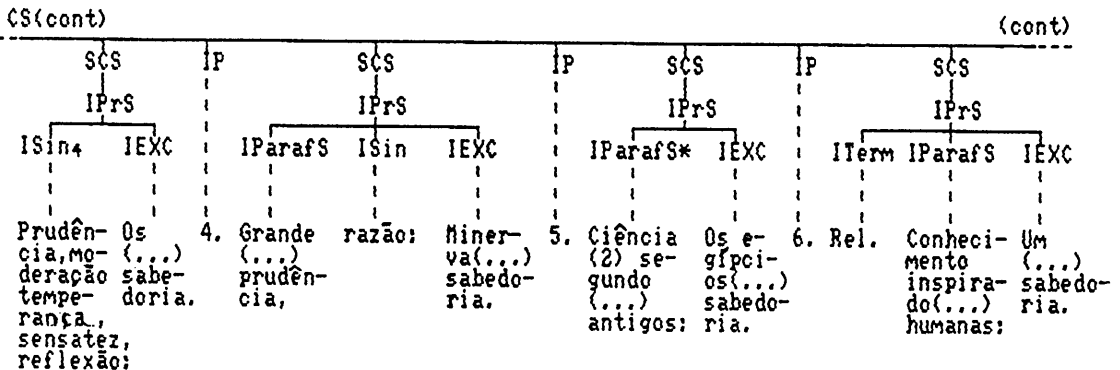 CS(cont) (cont)
SCS IP SCS IP SCS IP SCS
IPrS IPrS IPrS IPrS
ISin4 IEXC IParafS ISin IEXC IParafS* IEXC ITerm IParafS IEXC
Prudên- Os 4. Grande razão: Miner- 5. Ciência Os e- 6. Rel. Conheci- Um
cia,mo- (...) (...) va(...) (2) se- gípci- mento (...)
deração sabe- prudên- sabedo- gundo os(...) inspira- sabedo-
tempe- doria. cia, ria. (...) sabedo- do(...) ria.
rança, antigos: ria. humanas:
sensatez,
reflexão: